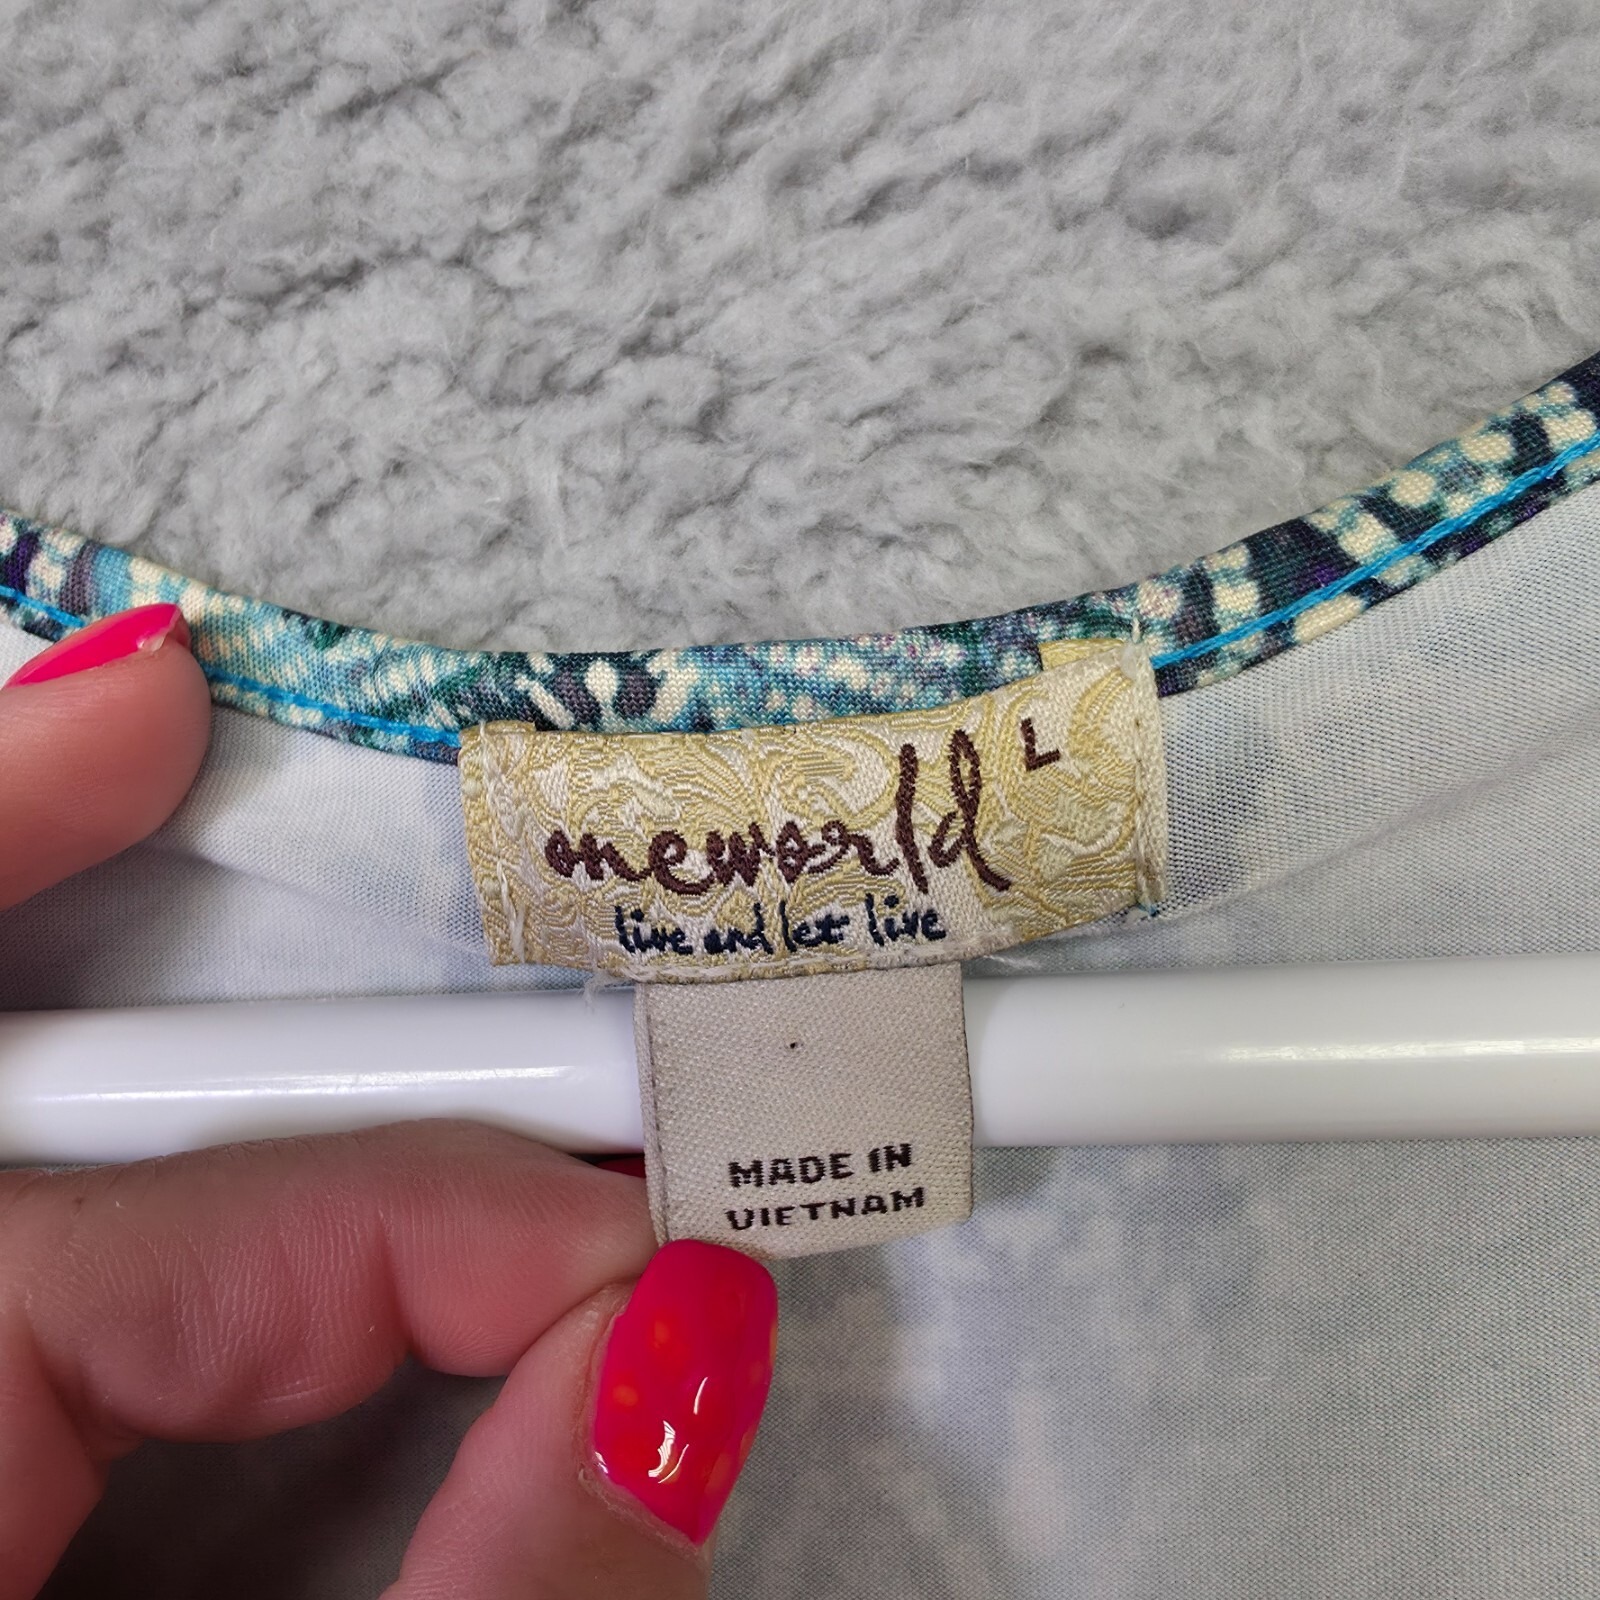 oneworld L
live and let live
MADE IN
VIETNAM